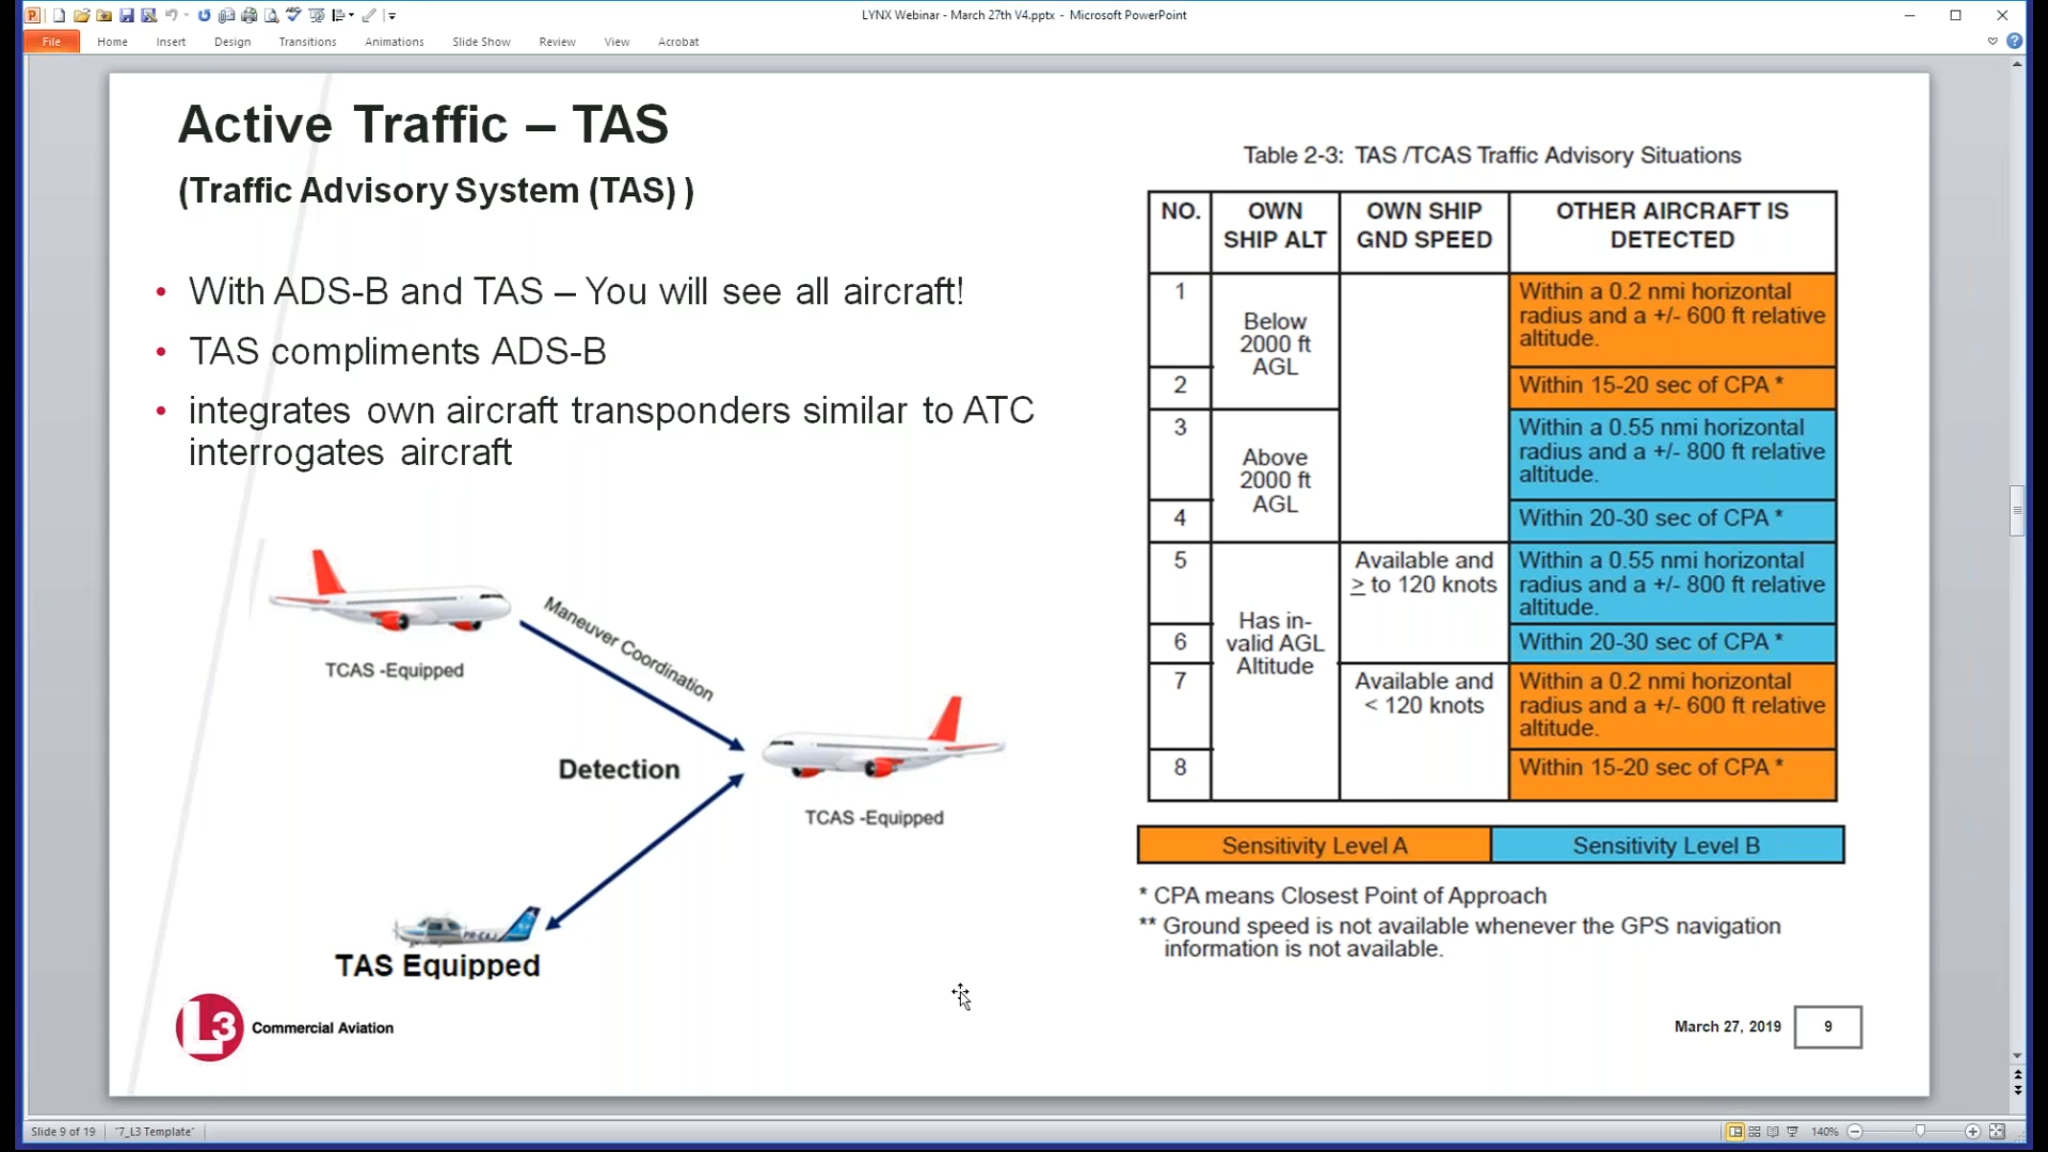 LYNX Webinar - March 27th V4.pptx - Microsoft PowerPoint
File Home Insert Design Transitions Animations Slide Show Review View Acrobat
Active Traffic – TAS
(Traffic Advisory System (TAS) )
• With ADS-B and TAS – You will see all aircraft!
• TAS compliments ADS-B
• integrates own aircraft transponders similar to ATC
interrogates aircraft
TCAS -Equipped
Maneuver Coordination
Detection
TCAS -Equipped
PR-EAJ
TAS Equipped
Table 2-3: TAS /TCAS Traffic Advisory Situations
NO.
OWN
SHIP ALT
OWN SHIP
GND SPEED
OTHER AIRCRAFT IS
DETECTED
1
Below
2000 ft
AGL
Within a 0.2 nmi horizontal
radius and a +/- 600 ft relative
altitude.
2
Within 15-20 sec of CPA *
3
Above
2000 ft
AGL
Within a 0.55 nmi horizontal
radius and a +/- 800 ft relative
altitude.
4
Within 20-30 sec of CPA *
5
Has in-
valid AGL
Altitude
Available and
≥ to 120 knots
Within a 0.55 nmi horizontal
radius and a +/- 800 ft relative
altitude.
6
Within 20-30 sec of CPA *
7
Available and
< 120 knots
Within a 0.2 nmi horizontal
radius and a +/- 600 ft relative
altitude.
8
Within 15-20 sec of CPA *
Sensitivity Level A
Sensitivity Level B
* CPA means Closest Point of Approach
** Ground speed is not available whenever the GPS navigation
information is not available.
L3 Commercial Aviation
March 27, 2019
9
Slide 9 of 19 "7_L3 Template" 140%